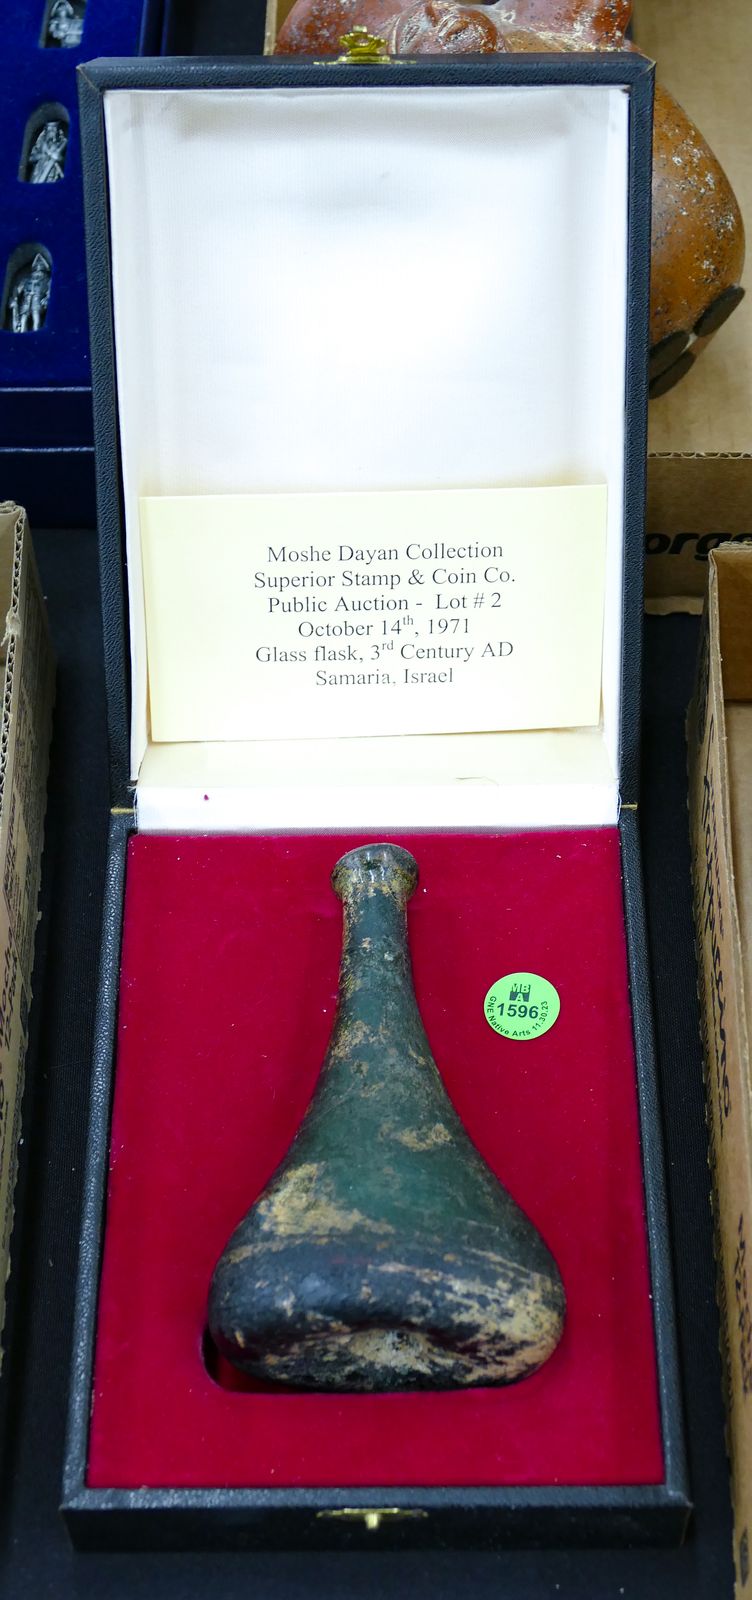 Moshe Dayan Collection
Superior Stamp & Coin Co.
Public Auction - Lot # 2
October 14th, 1971
Glass flask, 3rd Century AD
Samaria, Israel
MB
A
1596
GNE Native Arts 11.30.23